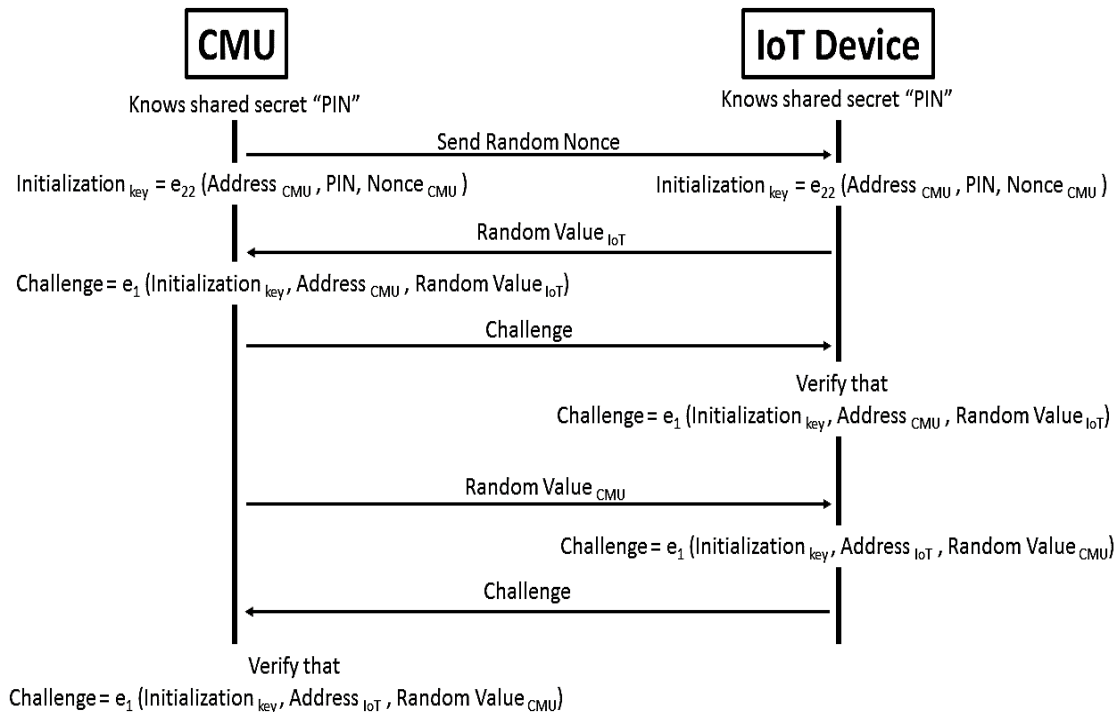 CMU
IoT Device
Knows shared secret “PIN”
Knows shared secret “PIN”
Send Random Nonce
Initialization key = e22 (Address CMU , PIN, Nonce CMU )
Initialization key = e22 (Address CMU , PIN, Nonce CMU )
Random Value IoT
Challenge = e1 (Initialization key, Address CMU , Random Value IoT)
Challenge
Verify that
Challenge = e1 (Initialization key, Address CMU , Random Value IoT)
Random Value CMU
Challenge = e1 (Initialization key, Address IoT , Random Value CMU)
Challenge
Verify that
Challenge = e1 (Initialization key, Address IoT , Random Value CMU)